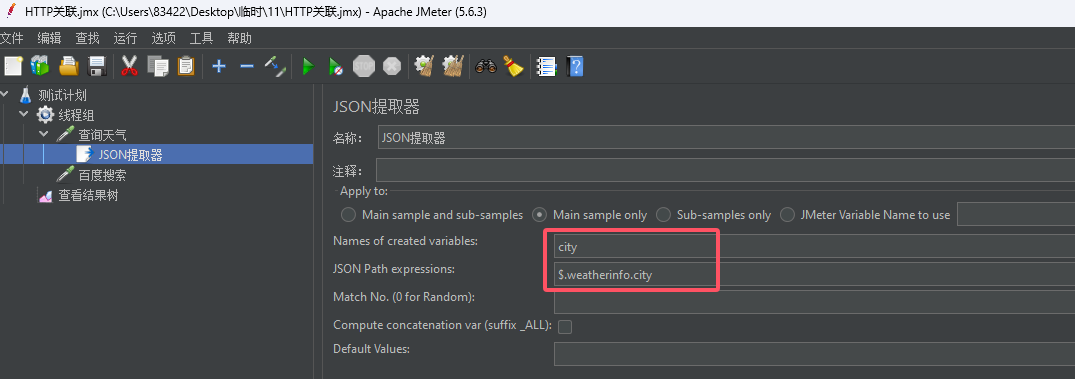 HTTP关联.jmx (C:\Users\83422\Desktop\临时\11\HTTP关联.jmx) - Apache JMeter (5.6.3)
文件 编辑 查找 运行 选项 工具 帮助
测试计划
线程组
查询天气
JSON提取器
百度搜索
查看结果树
JSON提取器
名称： JSON提取器
注释：
Apply to:
Main sample and sub-samples Main sample only Sub-samples only JMeter Variable Name to use
Names of created variables: city
JSON Path expressions: $.weatherinfo.city
Match No. (0 for Random):
Compute concatenation var (suffix _ALL):
Default Values: